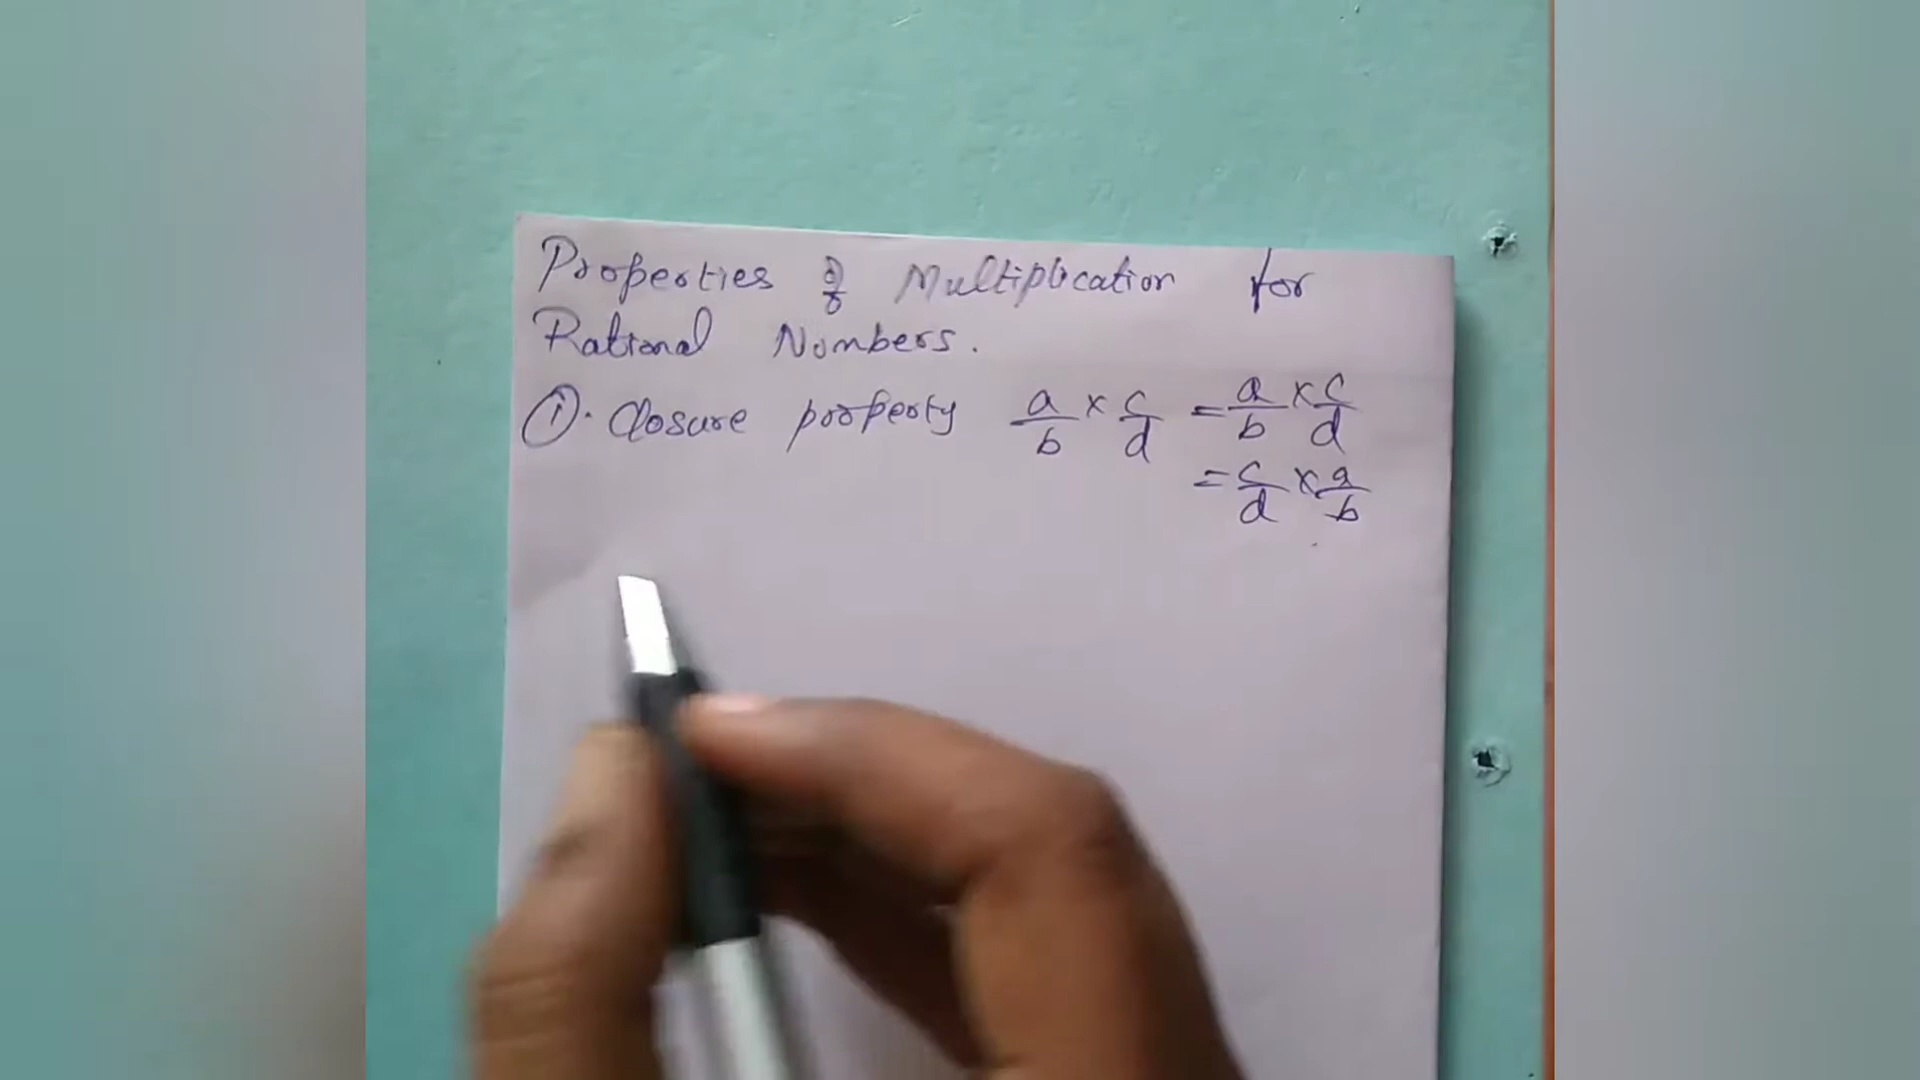 Properties of Multiplication for
Rational Numbers.
①. Closure property a/b × c/d = a/b × c/d
= c/d × a/b